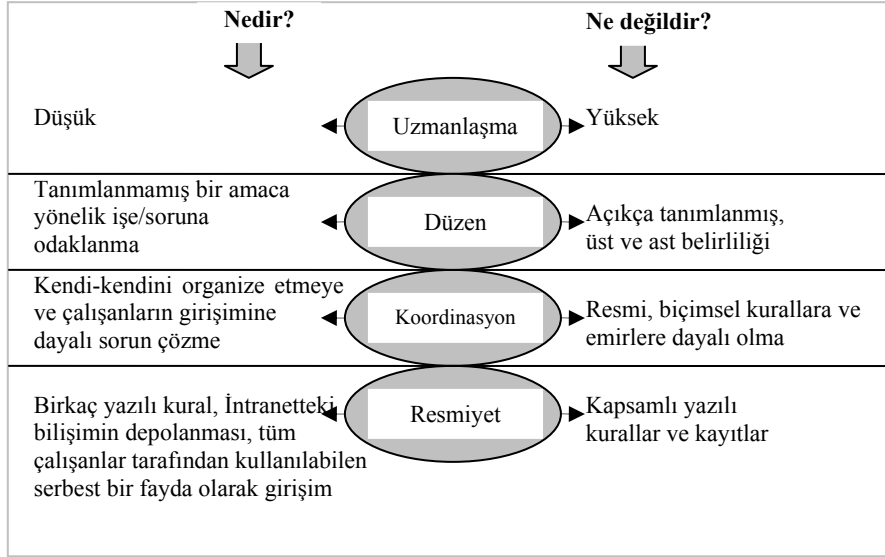 Nedir?
Ne değildir?
Düşük
Uzmanlaşma
Yüksek
Tanımlanmamış bir amaca
yönelik işe/soruna
odaklanma
Düzen
Açıkça tanımlanmış,
üst ve ast belirliliği
Kendi-kendini organize etmeye
ve çalışanların girişimine
dayalı sorun çözme
Koordinasyon
Resmi, biçimsel kurallara ve
emirlere dayalı olma
Birkaç yazılı kural, İntranetteki
bilişimin depolanması, tüm
çalışanlar tarafından kullanılabilen
serbest bir fayda olarak girişim
Resmiyet
Kapsamlı yazılı
kurallar ve kayıtlar